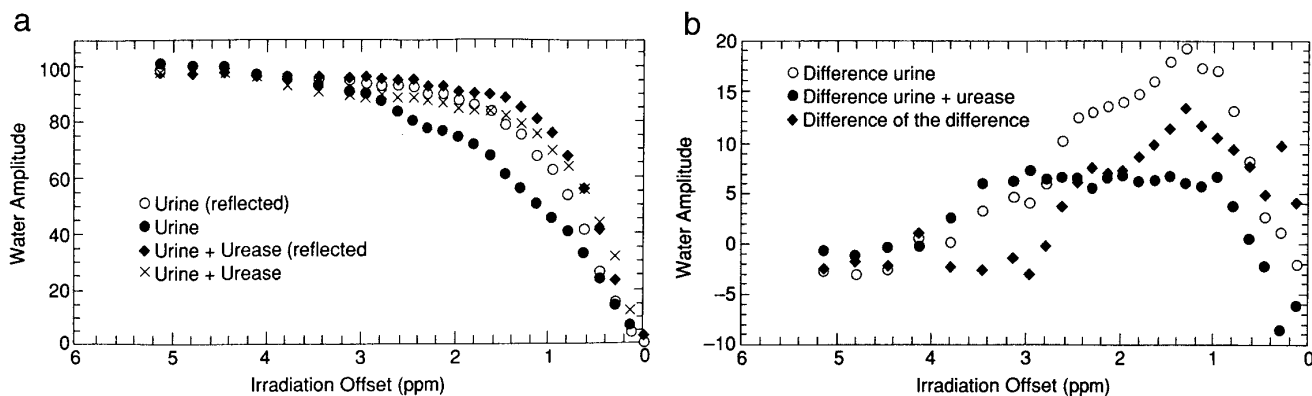 a
100
80
60
40
20
0
Water Amplitude
○ Urine (reflected)
● Urine
◆ Urine + Urease (reflected
× Urine + Urease
6 5 4 3 2 1 0
Irradiation Offset (ppm)
b
20
15
10
5
0
−5
−10
Water Amplitude
○ Difference urine
● Difference urine + urease
◆ Difference of the difference
6 5 4 3 2 1 0
Irradiation Offset (ppm)